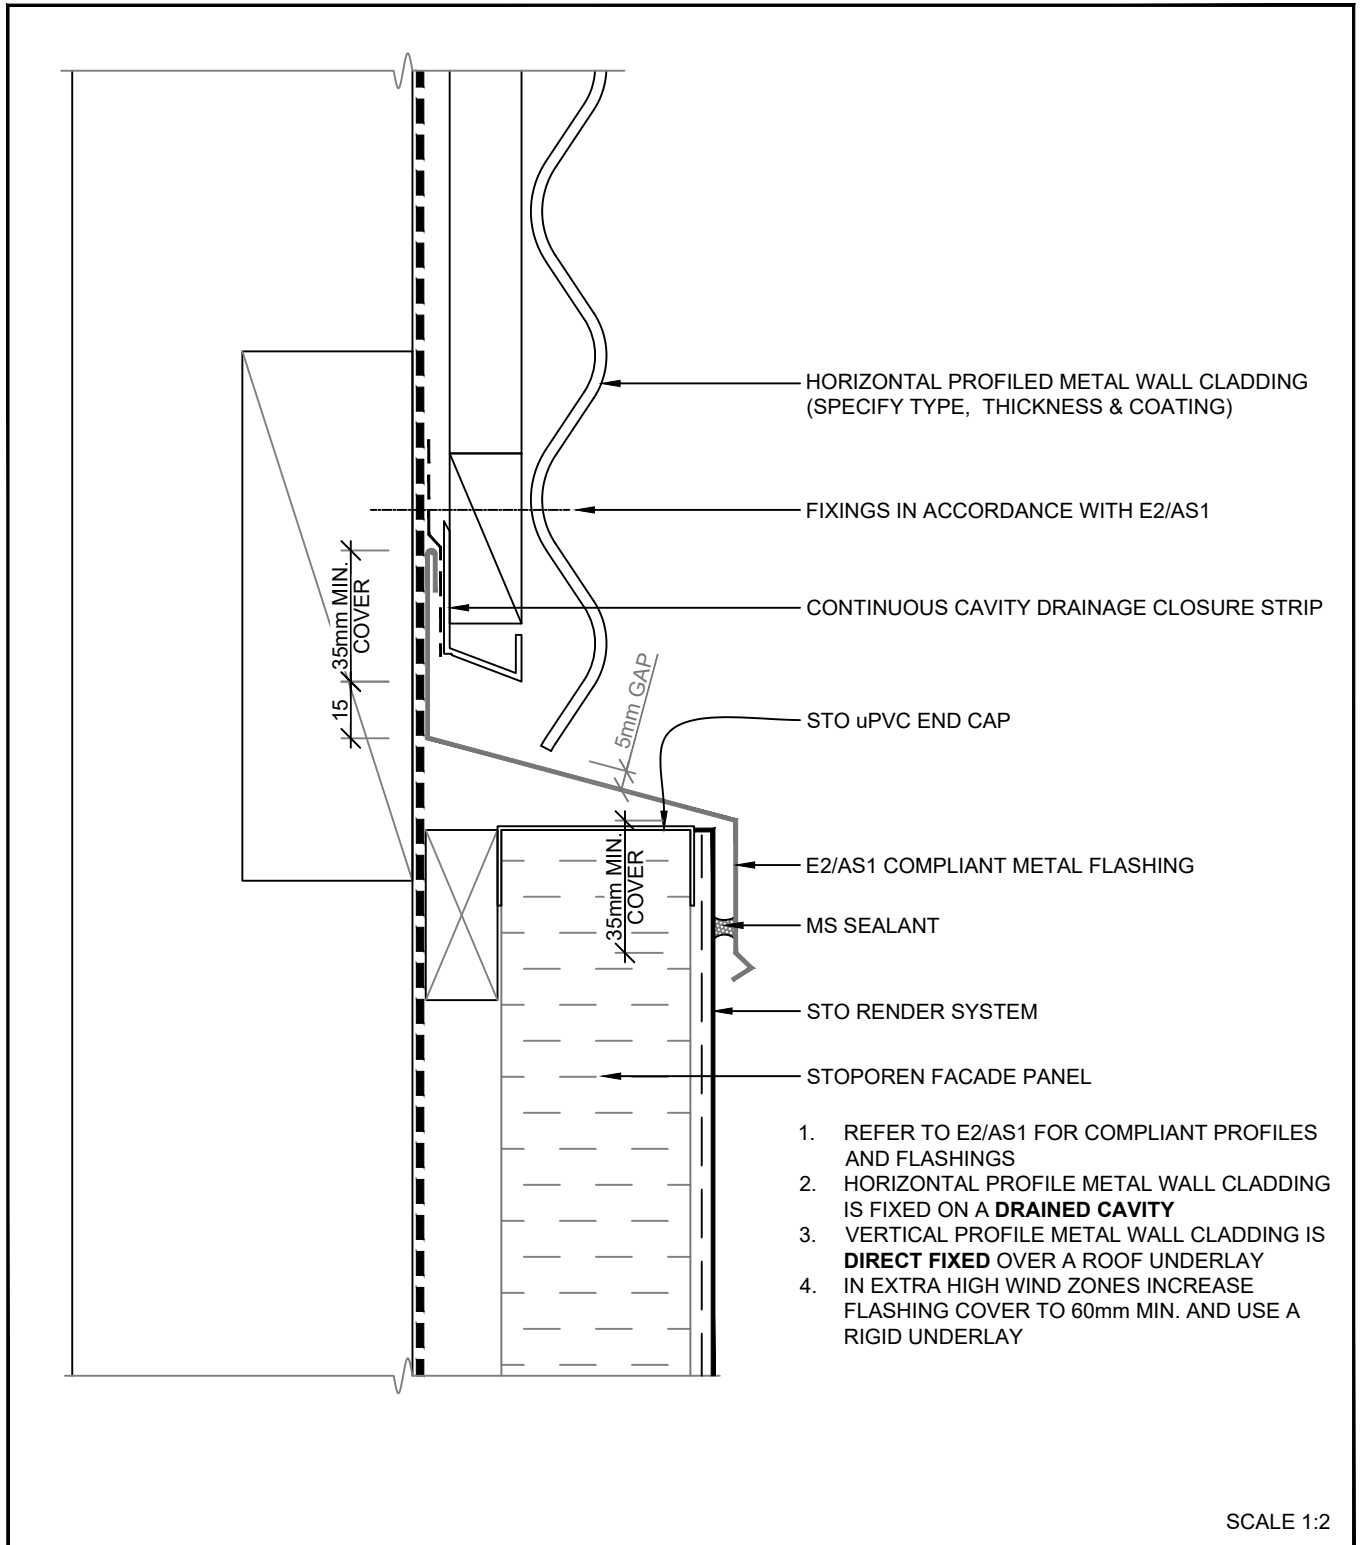 HORIZONTAL PROFILED METAL WALL CLADDING
(SPECIFY TYPE, THICKNESS & COATING)
FIXINGS IN ACCORDANCE WITH E2/AS1
35mm MIN.
COVER
CONTINUOUS CAVITY DRAINAGE CLOSURE STRIP
15
5mm GAP
STO uPVC END CAP
35mm MIN.
COVER
E2/AS1 COMPLIANT METAL FLASHING
MS SEALANT
STO RENDER SYSTEM
STOPOREN FACADE PANEL
1. REFER TO E2/AS1 FOR COMPLIANT PROFILES
AND FLASHINGS
2. HORIZONTAL PROFILE METAL WALL CLADDING
IS FIXED ON A DRAINED CAVITY
3. VERTICAL PROFILE METAL WALL CLADDING IS
DIRECT FIXED OVER A ROOF UNDERLAY
4. IN EXTRA HIGH WIND ZONES INCREASE
FLASHING COVER TO 60mm MIN. AND USE A
RIGID UNDERLAY
SCALE 1:2